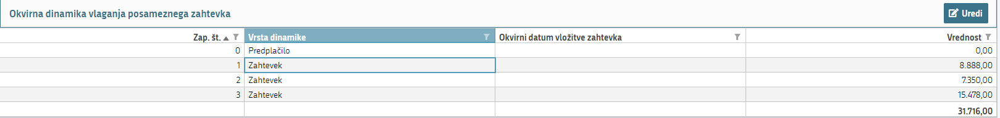 Okvirna dinamika vlaganja posameznega zahtevka Uredi
Zap. št. Vrsta dinamike Okvirni datum vložitve zahtevka Vrednost
0 Predplačilo 0,00
1 Zahtevek 8.888,00
2 Zahtevek 7.350,00
3 Zahtevek 15.478,00
31.716,00